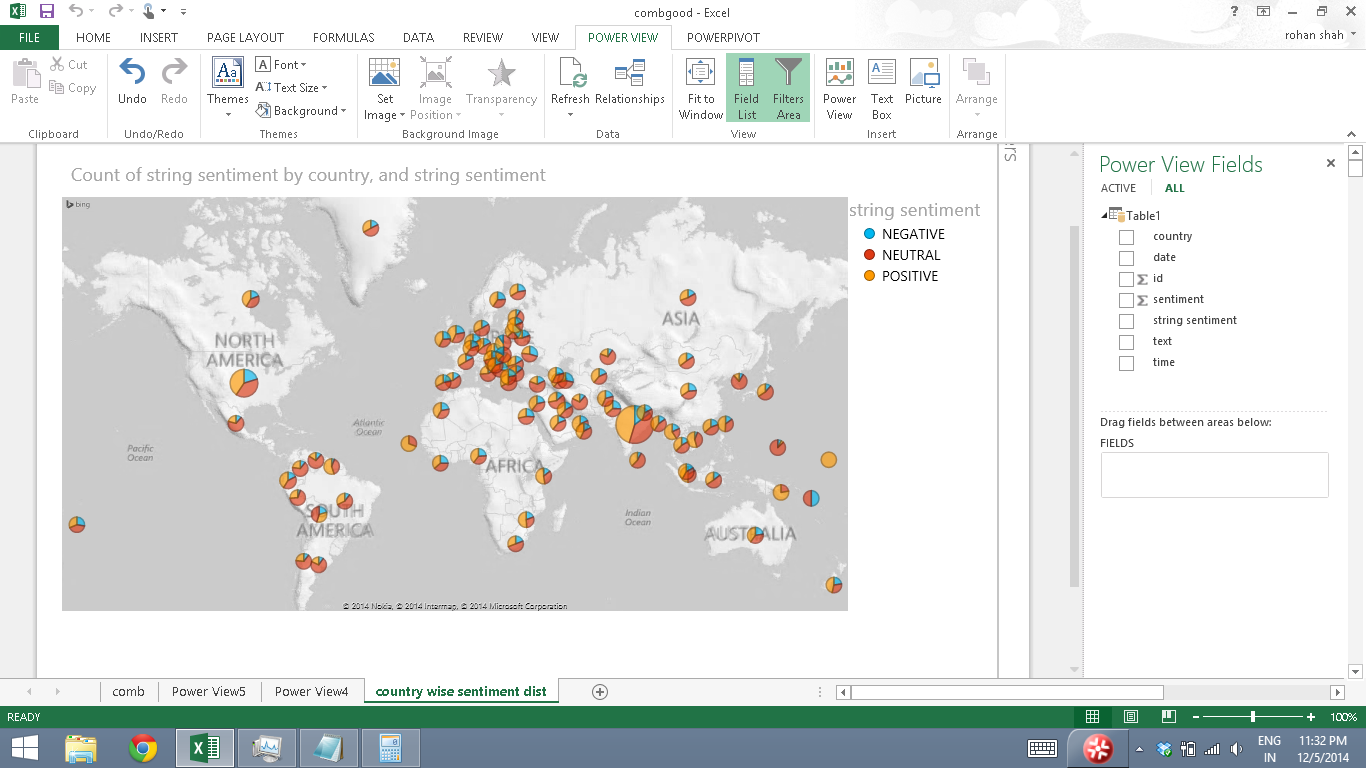 combgood - Excel
FILE HOME INSERT PAGE LAYOUT FORMULAS DATA REVIEW VIEW POWER VIEW POWERPIVOT rohan shah
Paste
Cut
Copy
Clipboard
Undo Redo
Undo/Redo
Themes
Font
Text Size
Background
Themes
Set Image
Image Position
Transparency
Background Image
Refresh Relationships
Data
Fit to Window
Field List
Filters Area
View
Power View
Text Box
Picture
Insert
Arrange
Arrange
Count of string sentiment by country, and string sentiment
bing
NORTH AMERICA
ASIA
Atlantic Ocean
Pacific Ocean
AFRICA
SOUTH AMERICA
Indian Ocean
AUSTRALIA
© 2014 Nokia, © 2014 Intermap, © 2014 Microsoft Corporation
string sentiment
NEGATIVE
NEUTRAL
POSITIVE
ers
Power View Fields
ACTIVE ALL
Table1
country
date
Σ id
Σ sentiment
string sentiment
text
time
Drag fields between areas below:
FIELDS
comb Power View5 Power View4 country wise sentiment dist
READY 100%
ENG 11:32 PM
IN 12/5/2014